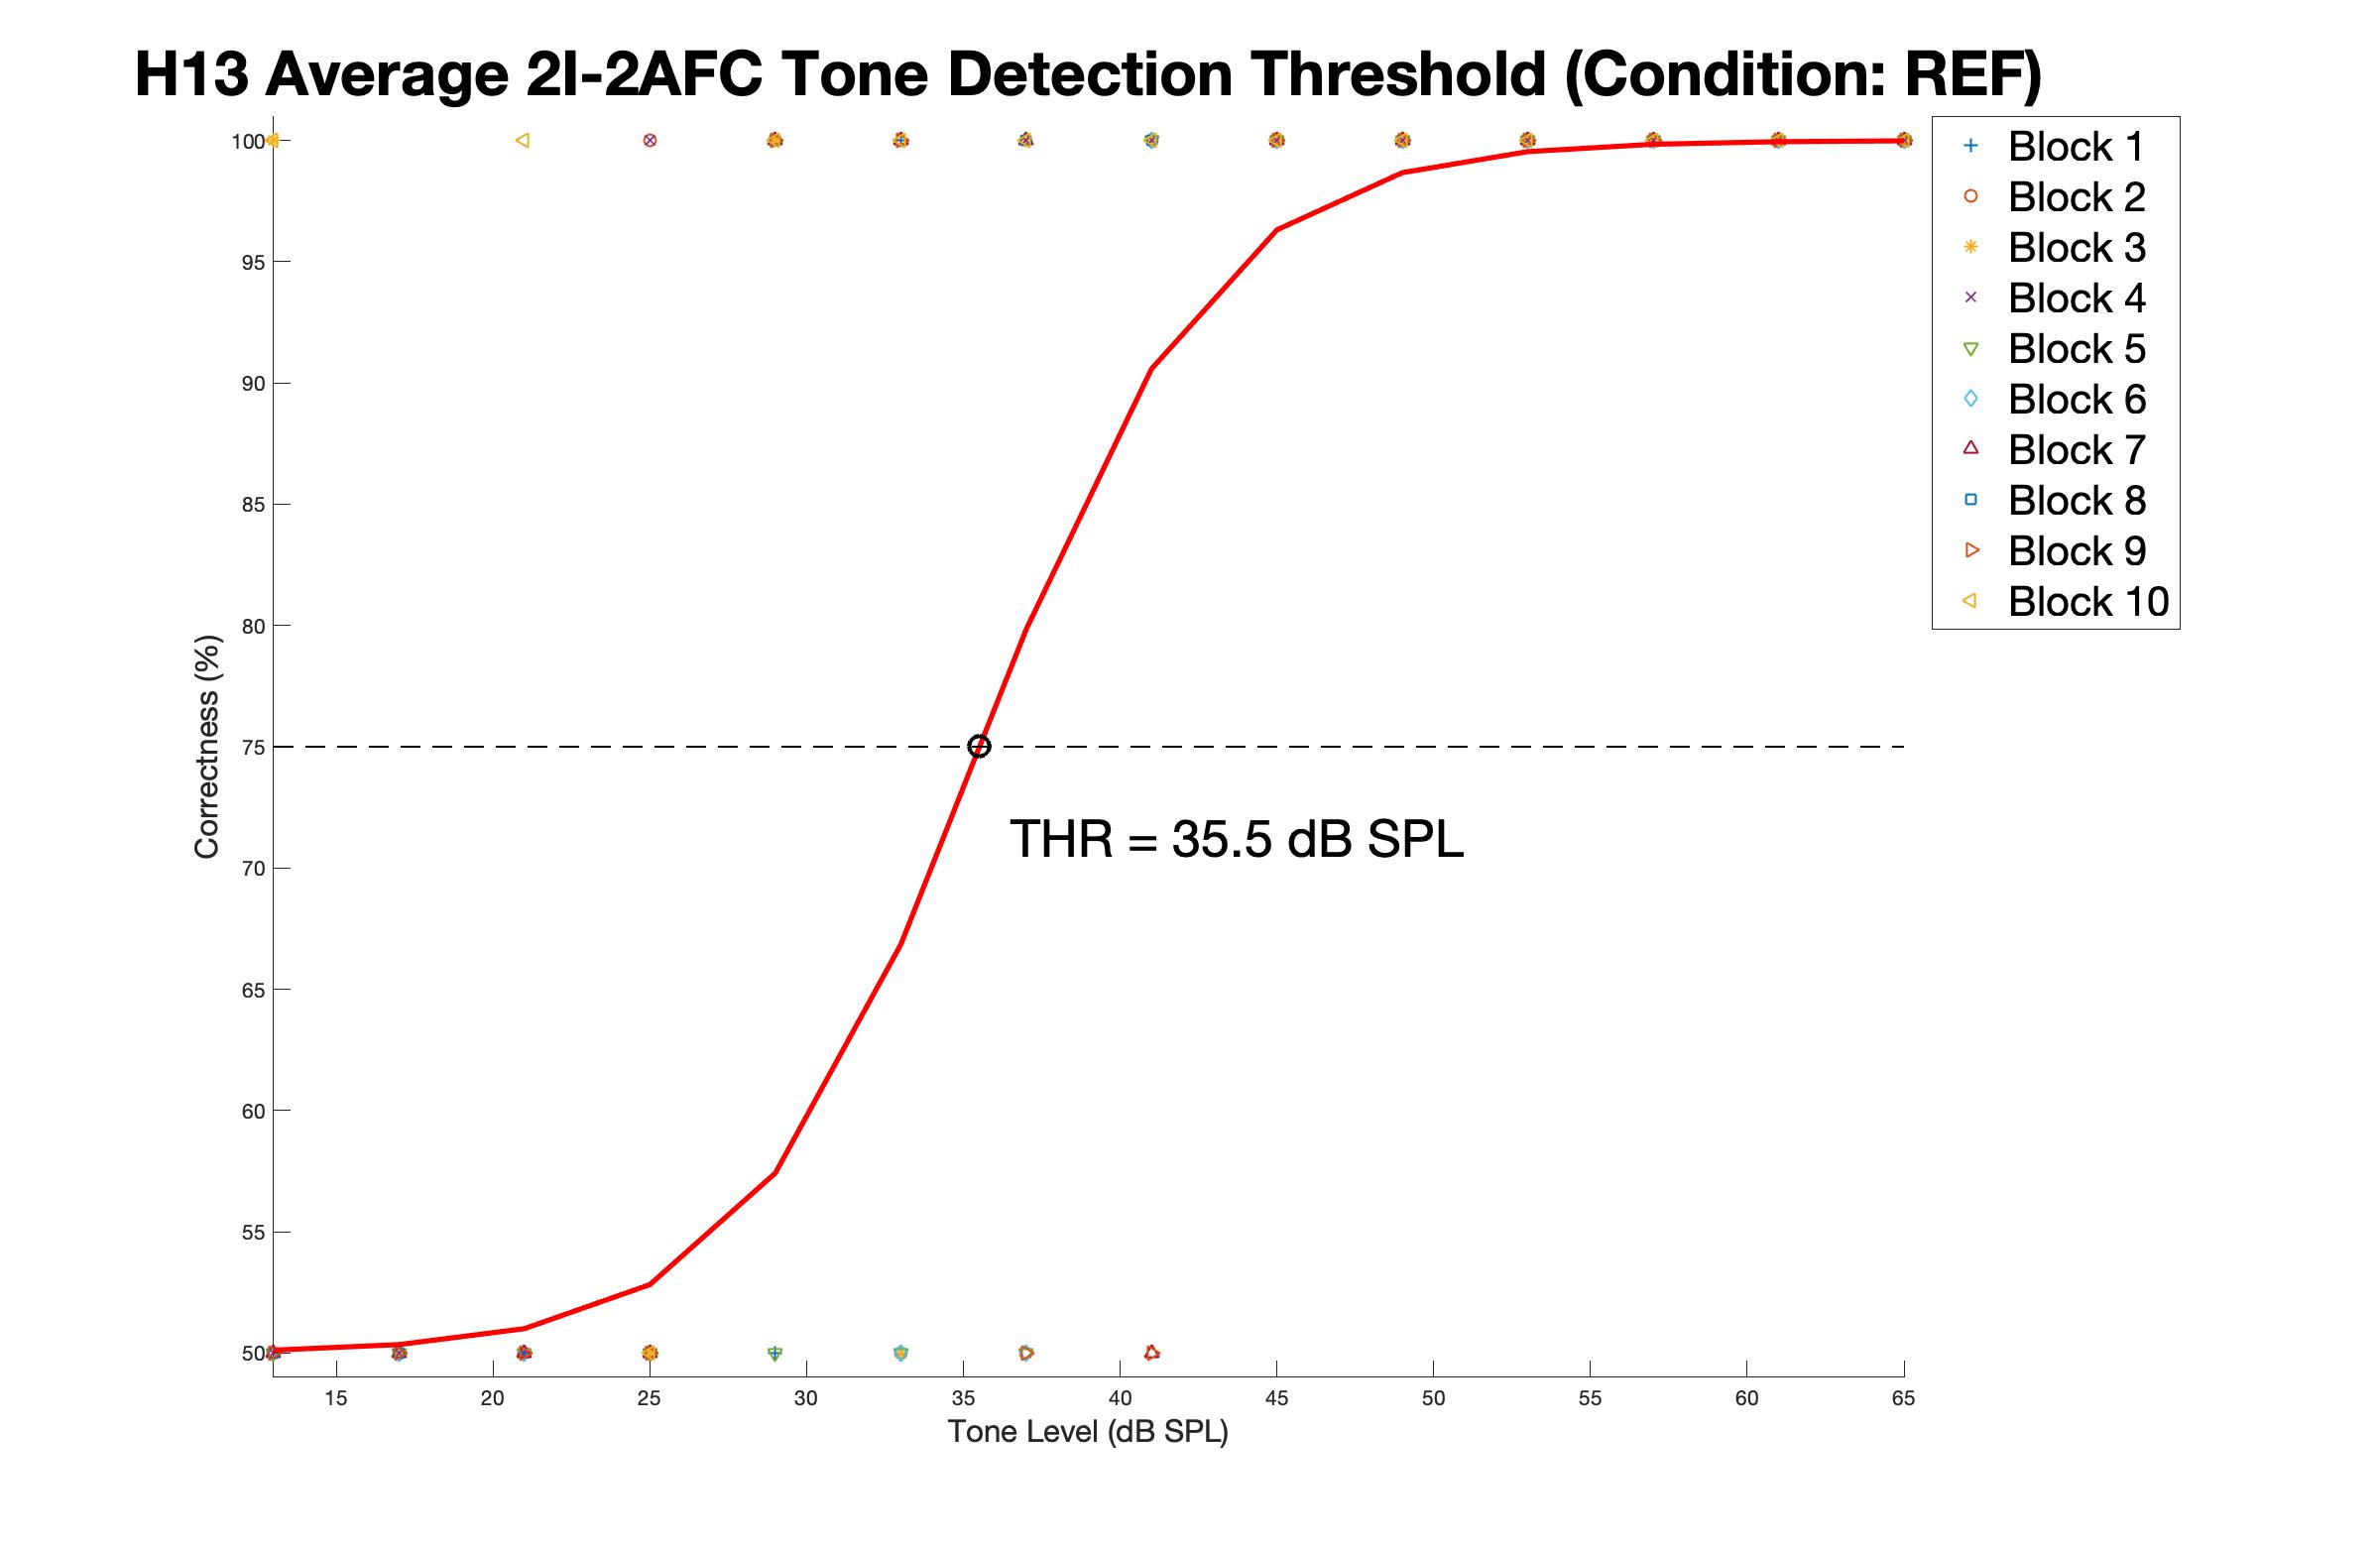 H13 Average 2I-2AFC Tone Detection Threshold (Condition: REF)
100
95
90
85
80
75
70
65
60
55
50
Correctness (%)
THR = 35.5 dB SPL
15 20 25 30 35 40 45 50 55 60 65
Tone Level (dB SPL)
Block 1
Block 2
Block 3
Block 4
Block 5
Block 6
Block 7
Block 8
Block 9
Block 10